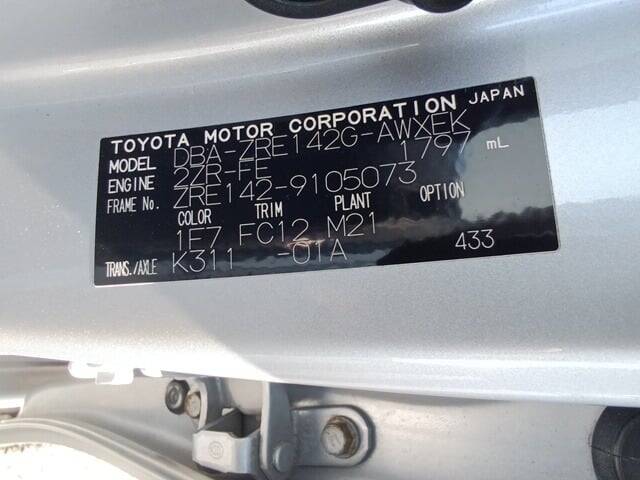 TOYOTA MOTOR CORPORATION JAPAN
MODEL DBA-ZRE142G-AWXEK
ENGINE 2ZR-FE 1797 mL
FRAME No. ZRE142-9105073
COLOR TRIM PLANT OPTION
1E7 FC12 M21
TRANS./AXLE K311 -01A 433